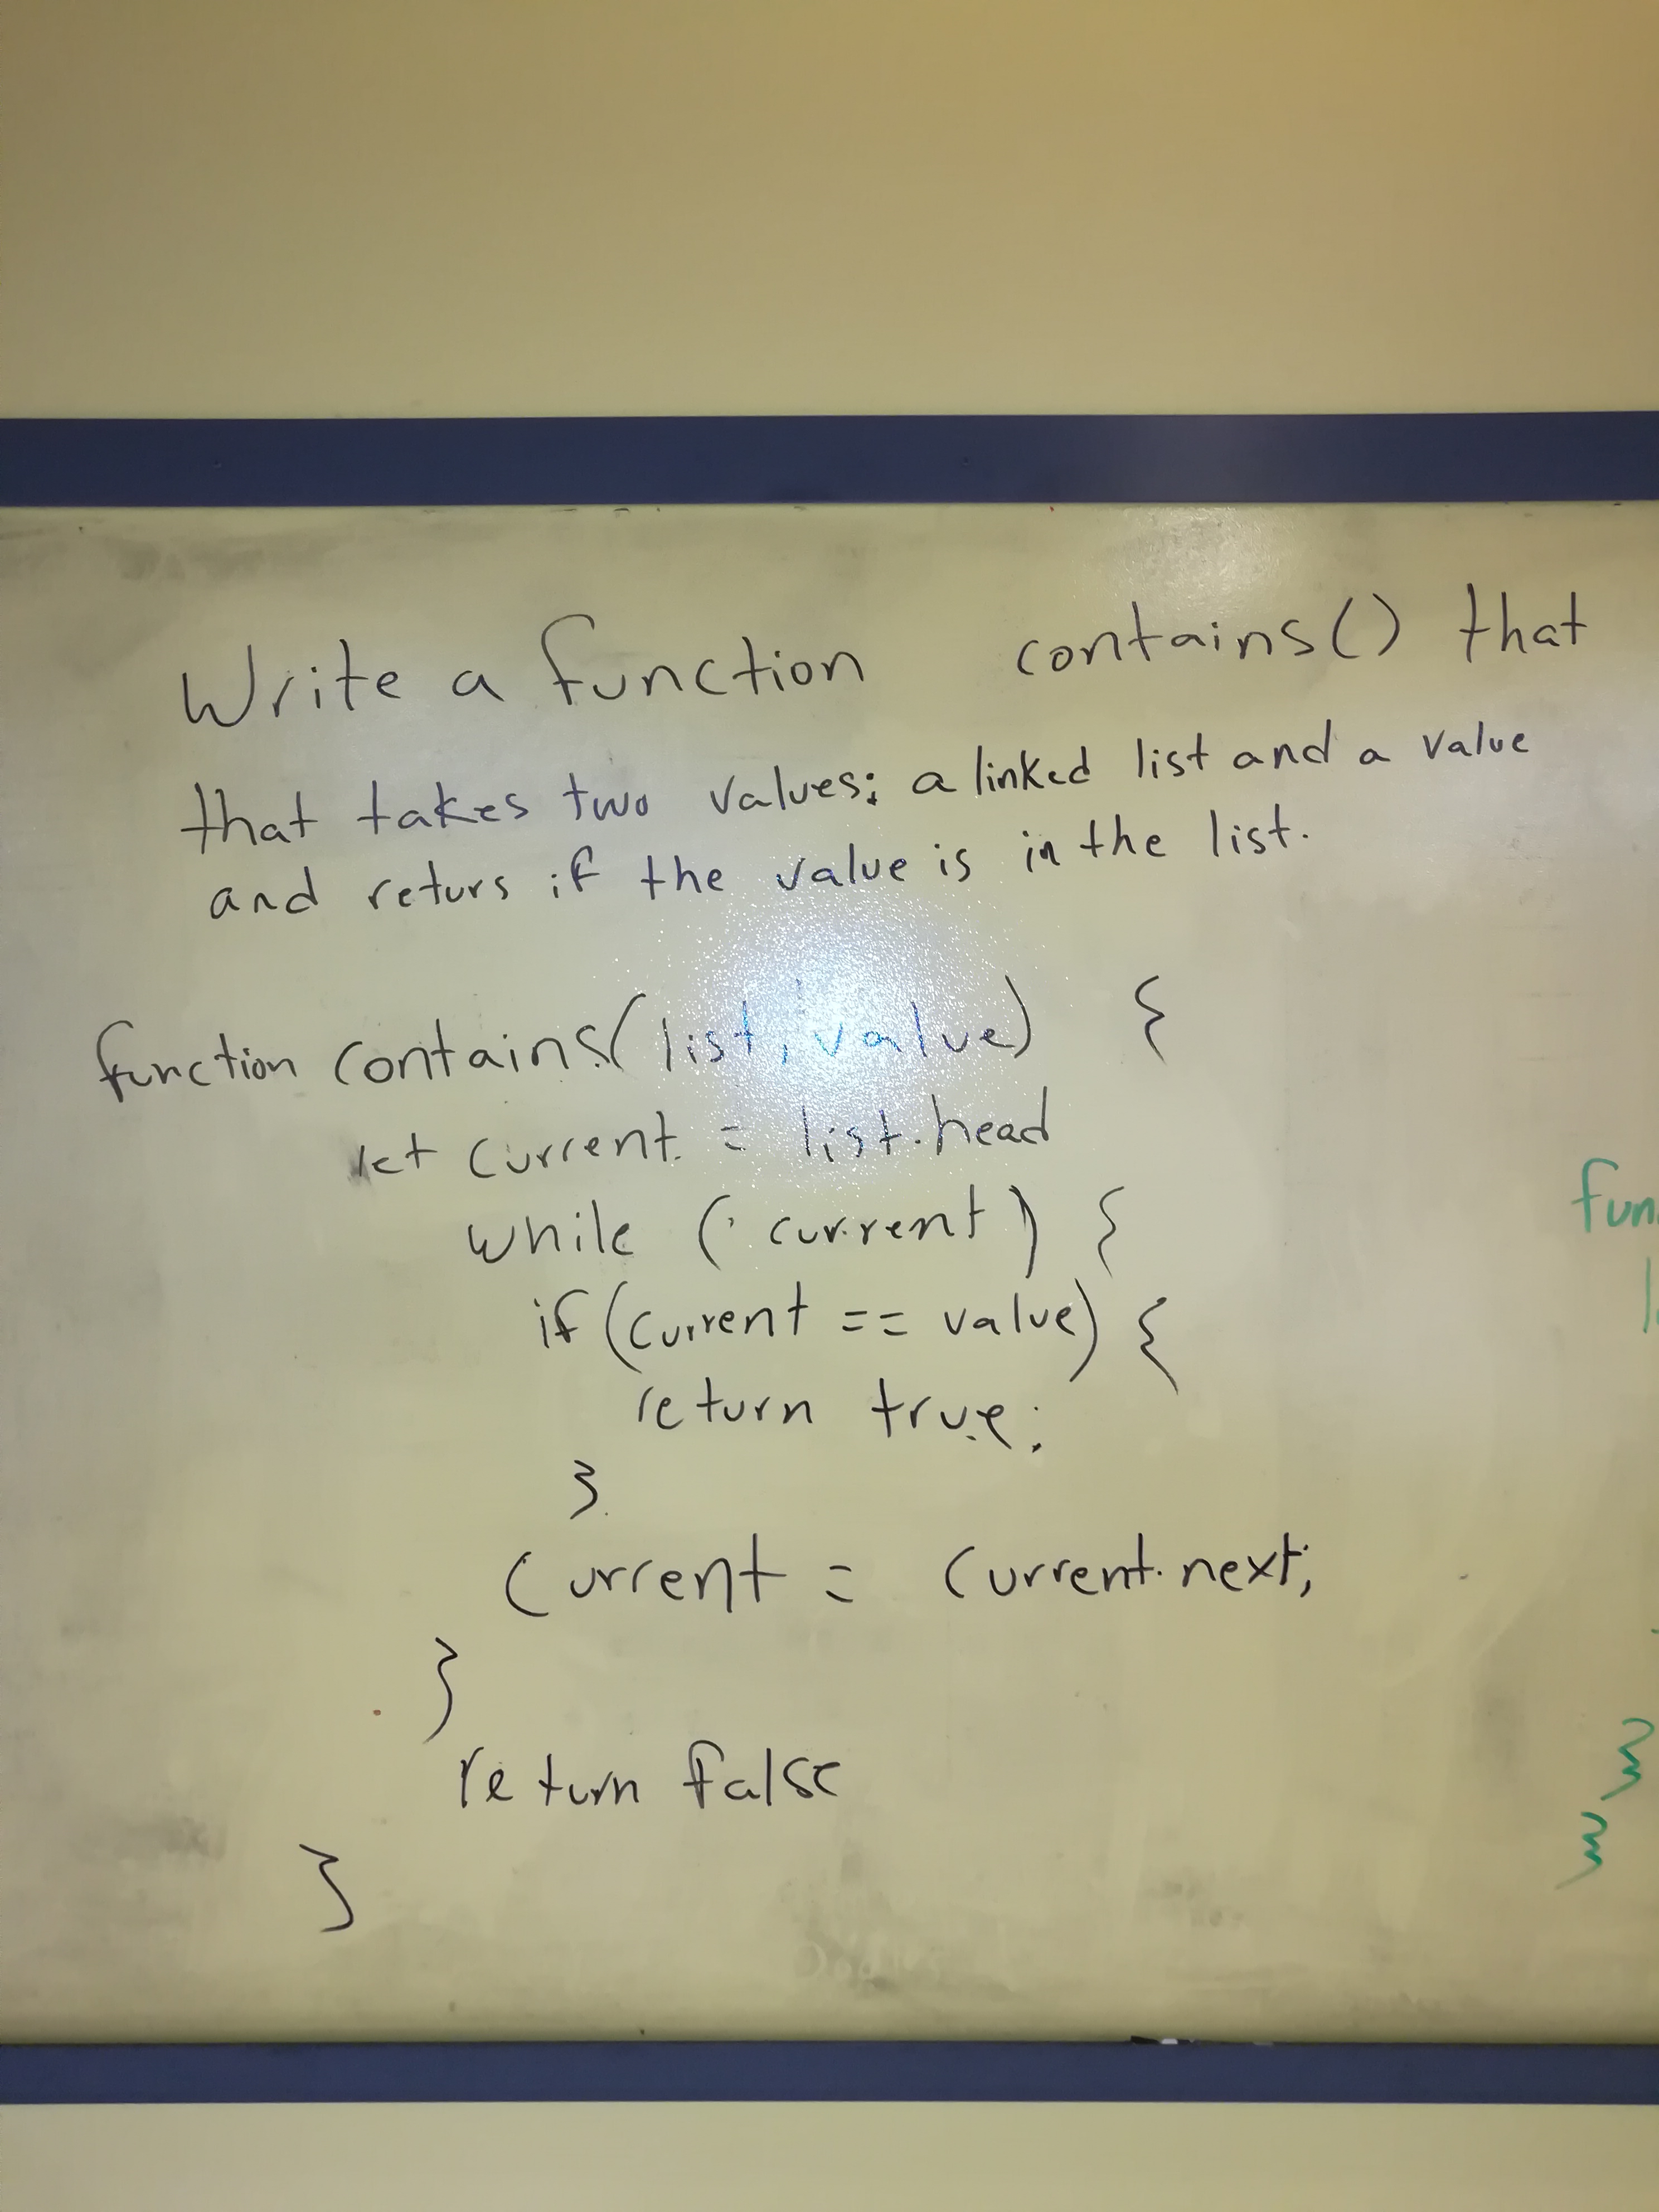 Write a function contains() that
that takes two values: a linked list and a value
and returs if the value is in the list.
function contains(list, value) {
let current = list.head
while (current) {
if (current == value) {
return true;
}
current = current.next;
}
return false
}
fun
l
}
}